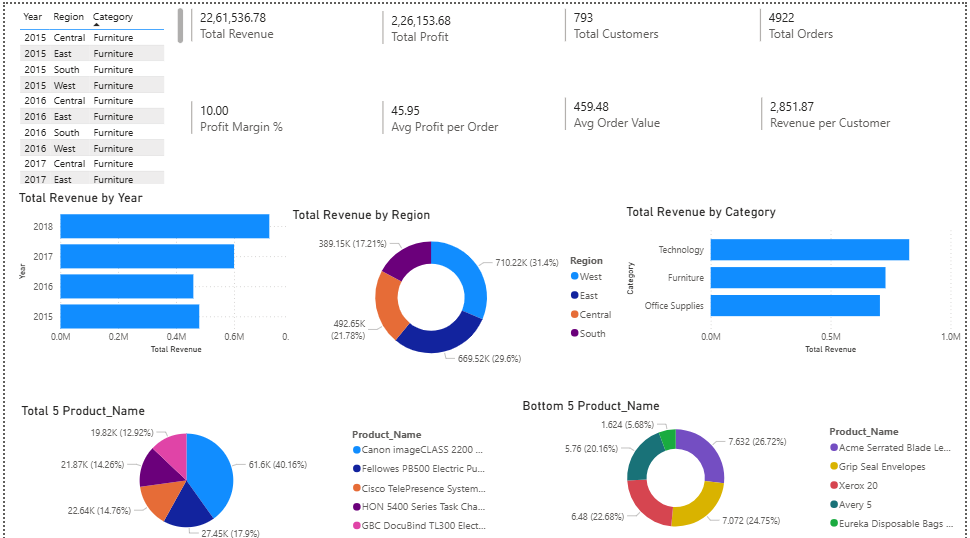 Year Region Category
2015 Central Furniture
2015 East Furniture
2015 South Furniture
2015 West Furniture
2016 Central Furniture
2016 East Furniture
2016 South Furniture
2016 West Furniture
2017 Central Furniture
2017 East Furniture
22,61,536.78
Total Revenue
2,26,153.68
Total Profit
793
Total Customers
4922
Total Orders
10.00
Profit Margin %
45.95
Avg Profit per Order
459.48
Avg Order Value
2,851.87
Revenue per Customer
Total Revenue by Year
Year
2018
2017
2016
2015
0.0M 0.2M 0.4M 0.6M 0.
Total Revenue
Total Revenue by Region
389.15K (17.21%)
710.22K (31.4%)
492.65K
(21.78%)
669.52K (29.6%)
Region
West
East
Central
South
Total Revenue by Category
Category
Technology
Furniture
Office Supplies
0.0M 0.5M 1.0M
Total Revenue
Total 5 Product_Name
19.82K (12.92%)
21.87K (14.26%)
61.6K (40.16%)
22.64K (14.76%)
27.45K (17.9%)
Product_Name
Canon imageCLASS 2200 ...
Fellowes PB500 Electric Pu...
Cisco TelePresence System...
HON 5400 Series Task Cha...
GBC DocuBind TL300 Elect...
Bottom 5 Product_Name
1.624 (5.68%)
5.76 (20.16%)
7.632 (26.72%)
6.48 (22.68%)
7.072 (24.75%)
Product_Name
Acme Serrated Blade Le...
Grip Seal Envelopes
Xerox 20
Avery 5
Eureka Disposable Bags ...